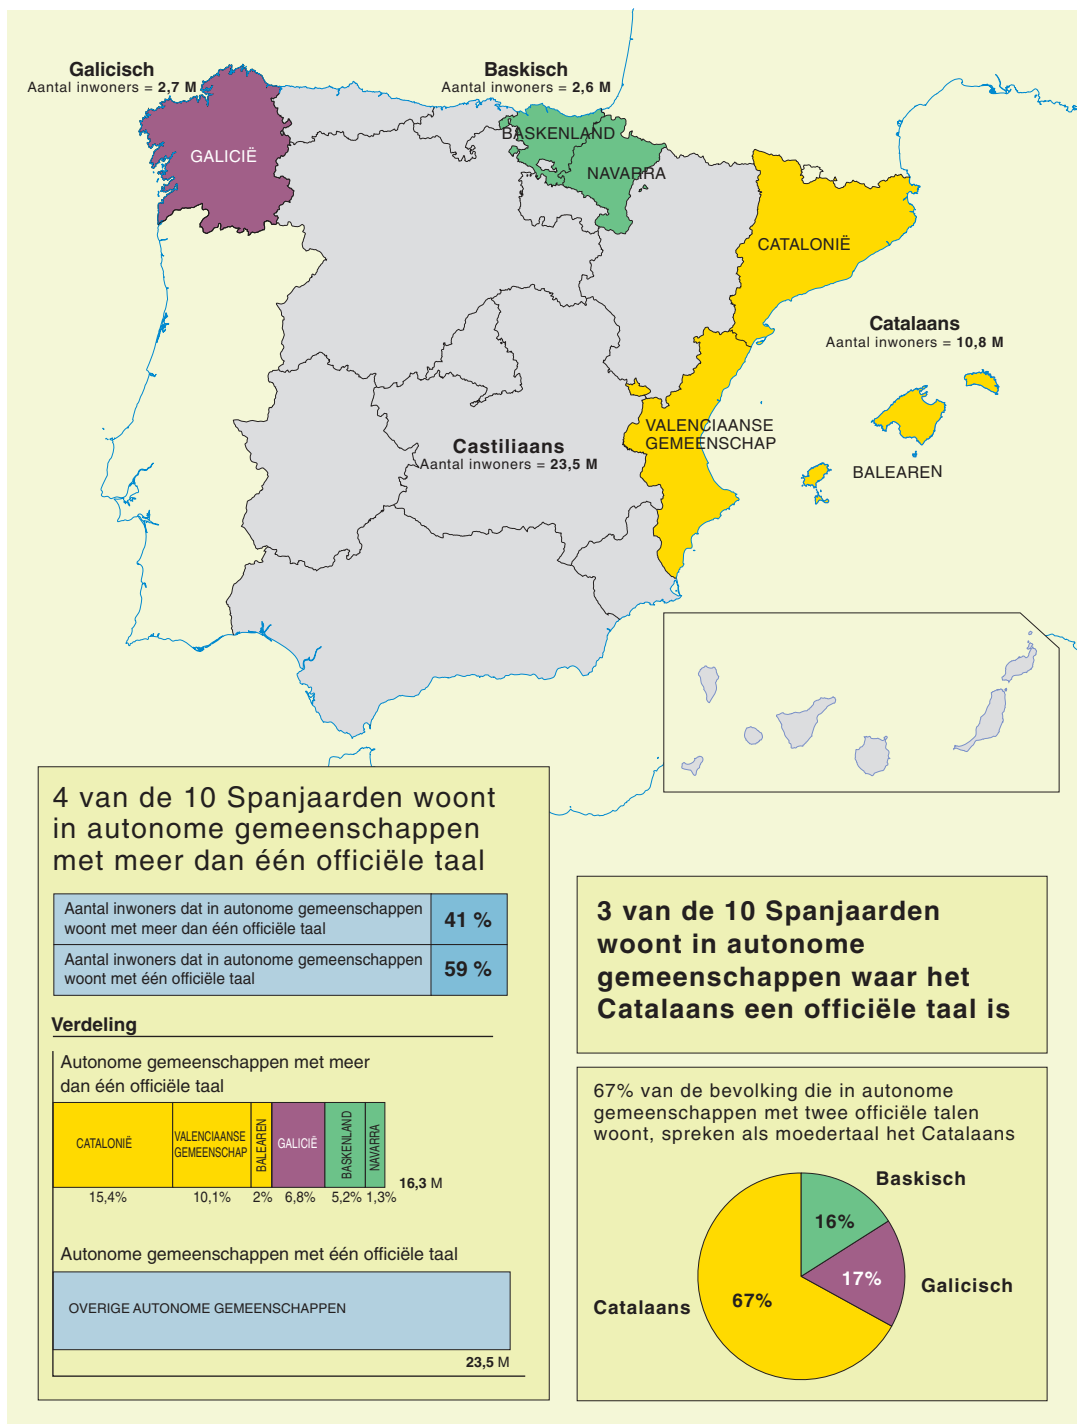 Galicisch
Aantal inwoners = 2,7 M
Baskisch
Aantal inwoners = 2,6 M
BASKENLAND
GALICIË
NAVARRA
CATALONIË
Catalaans
Aantal inwoners = 10,8 M
VALENCIAANSE
GEMEENSCHAP
Castiliaans
Aantal inwoners = 23,5 M
BALEAREN
4 van de 10 Spanjaarden woont
in autonome gemeenschappen
met meer dan één officiële taal
Aantal inwoners dat in autonome gemeenschappen
woont met meer dan één officiële taal
41 %
Aantal inwoners dat in autonome gemeenschappen
woont met één officiële taal
59 %
Verdeling
Autonome gemeenschappen met meer
dan één officiële taal
CATALONIË
VALENCIAANSE
GEMEENSCHAP
BALEAREN
GALICIË
BASKENLAND
NAVARRA
16,3 M
15,4% 10,1% 2% 6,8% 5,2% 1,3%
Autonome gemeenschappen met één officiële taal
OVERIGE AUTONOME GEMEENSCHAPPEN
23,5 M
3 van de 10 Spanjaarden
woont in autonome
gemeenschappen waar het
Catalaans een officiële taal is
67% van de bevolking die in autonome
gemeenschappen met twee officiële talen
woont, spreken als moedertaal het Catalaans
Baskisch
16%
17%
Galicisch
Catalaans
67%